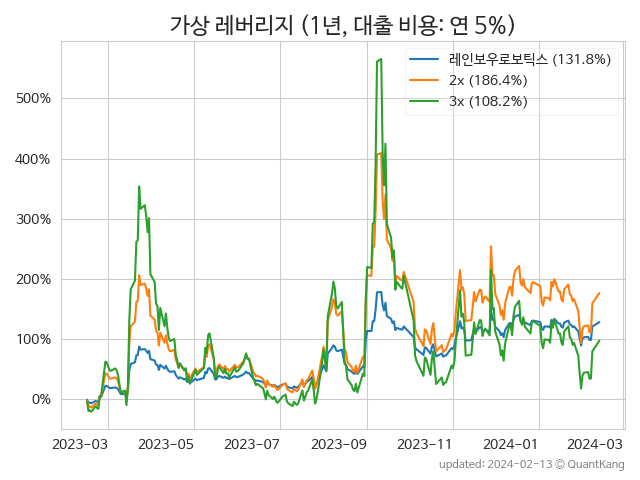 가상 레버리지 (1년, 대출 비용: 연 5%)
레인보우로보틱스 (131.8%)
2x (186.4%)
3x (108.2%)
500%
400%
300%
200%
100%
0%
2023-03 2023-05 2023-07 2023-09 2023-11 2024-01 2024-03
updated: 2024-02-13 © QuantKang